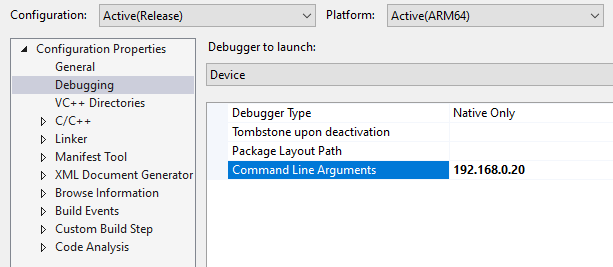 Configuration: Active(Release) Platform: Active(ARM64)
Configuration Properties
General
Debugging
VC++ Directories
C/C++
Linker
Manifest Tool
XML Document Generator
Browse Information
Build Events
Custom Build Step
Code Analysis
Debugger to launch:
Device
Debugger Type Native Only
Tombstone upon deactivation
Package Layout Path
Command Line Arguments 192.168.0.20